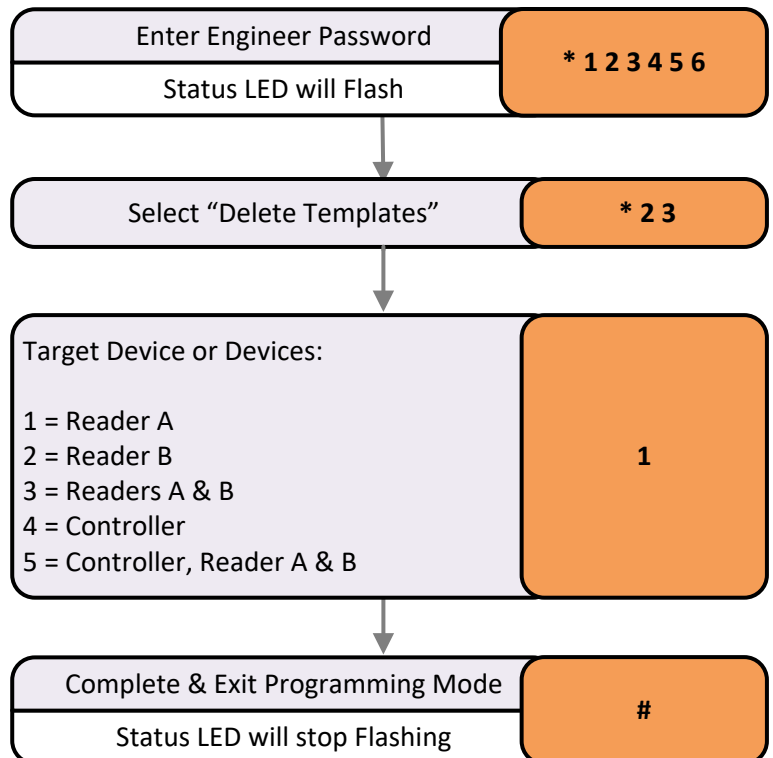 Enter Engineer Password
* 1 2 3 4 5 6
Status LED will Flash
Select “Delete Templates”
* 2 3
Target Device or Devices:
1 = Reader A
2 = Reader B
3 = Readers A & B
4 = Controller
5 = Controller, Reader A & B
1
Complete & Exit Programming Mode
#
Status LED will stop Flashing